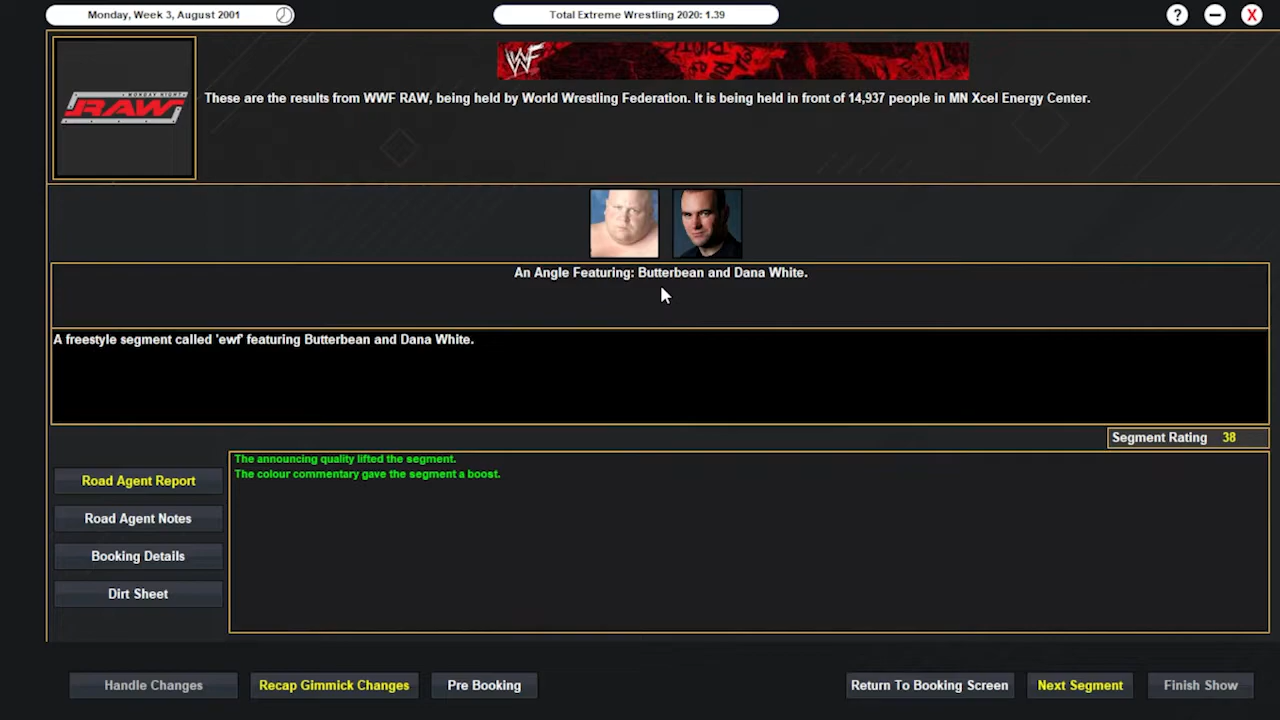 Monday, Week 3, August 2001
Total Extreme Wrestling 2020: 1.39
? X
MONDAY NIGHT
RAW
These are the results from WWF RAW, being held by World Wrestling Federation. It is being held in front of 14,937 people in MN Xcel Energy Center.
An Angle Featuring: Butterbean and Dana White.
A freestyle segment called 'ewf' featuring Butterbean and Dana White.
Segment Rating 38
The announcing quality lifted the segment.
The colour commentary gave the segment a boost.
Road Agent Report
Road Agent Notes
Booking Details
Dirt Sheet
Handle Changes Recap Gimmick Changes Pre Booking Return To Booking Screen Next Segment Finish Show